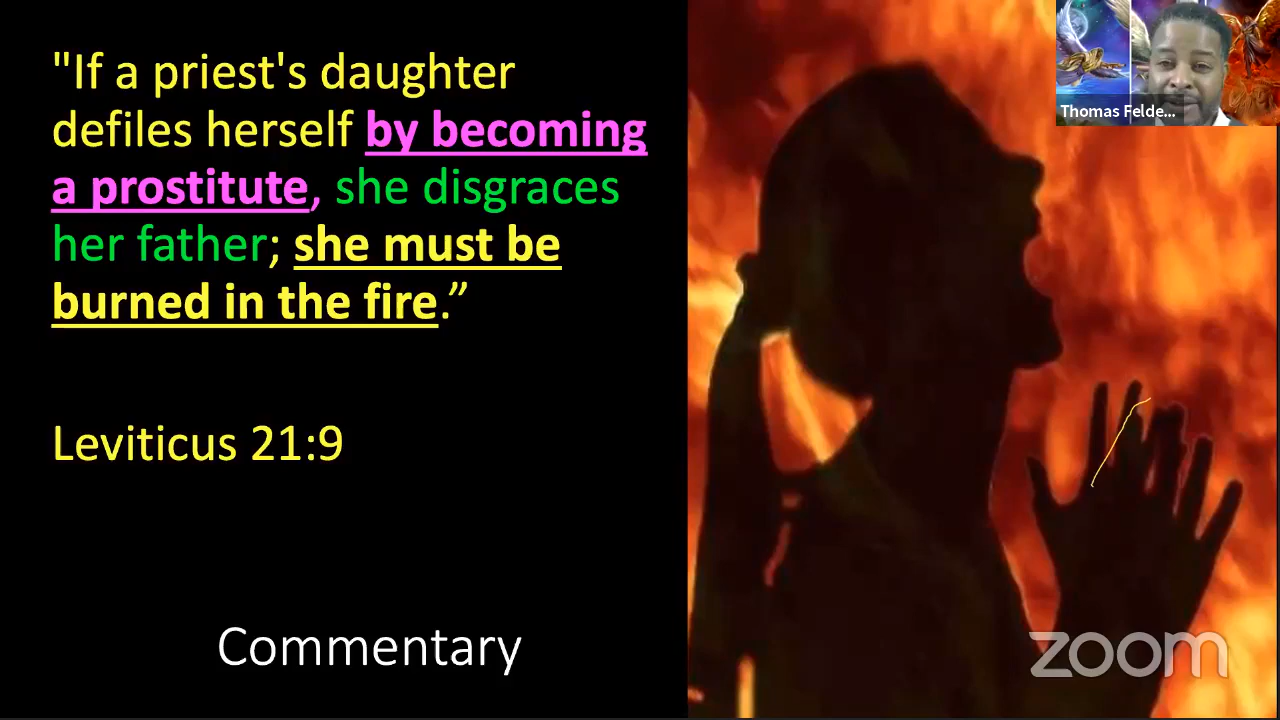 "If a priest's daughter
defiles herself by becoming
a prostitute, she disgraces
her father; she must be
burned in the fire.”
Leviticus 21:9
Commentary
Thomas Felde...
zoom